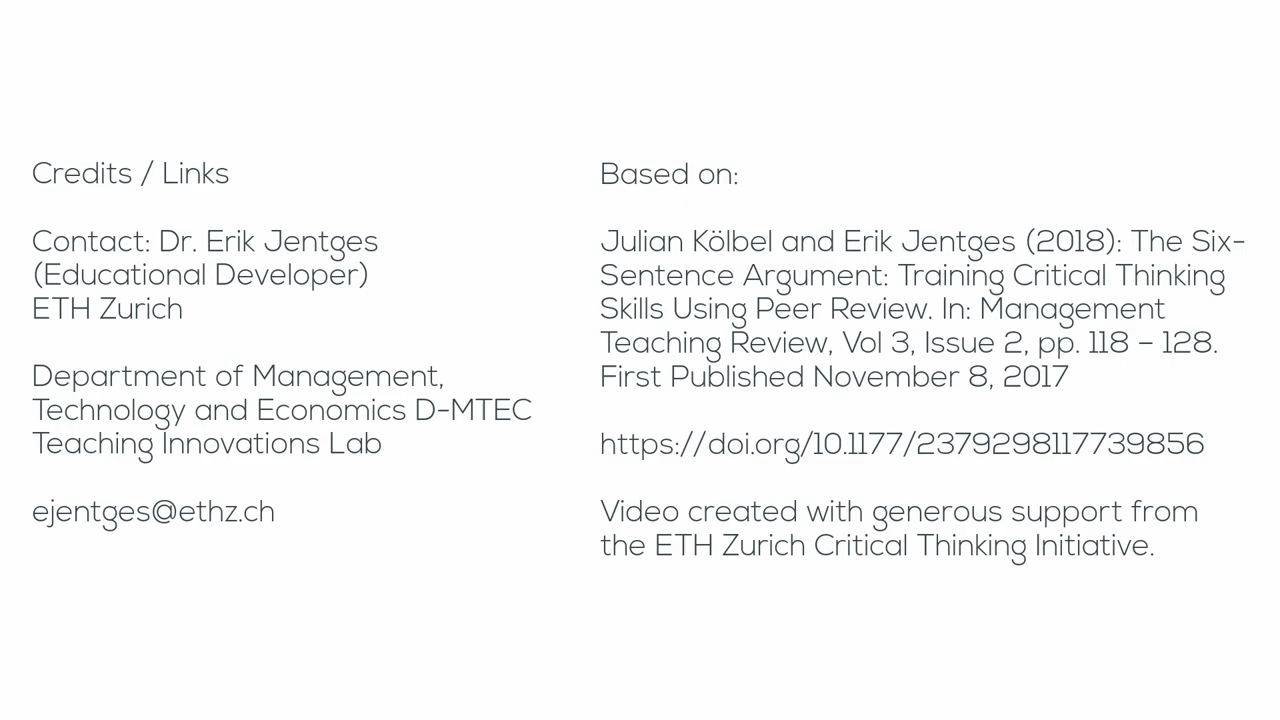 Credits / Links
Contact: Dr. Erik Jentges
(Educational Developer)
ETH Zurich
Department of Management,
Technology and Economics D-MTEC
Teaching Innovations Lab
ejentges@ethz.ch
Based on:
Julian Kölbel and Erik Jentges (2018): The Six-
Sentence Argument: Training Critical Thinking
Skills Using Peer Review. In: Management
Teaching Review, Vol 3, Issue 2, pp. 118 – 128.
First Published November 8, 2017
https://doi.org/10.1177/2379298117739856
Video created with generous support from
the ETH Zurich Critical Thinking Initiative.